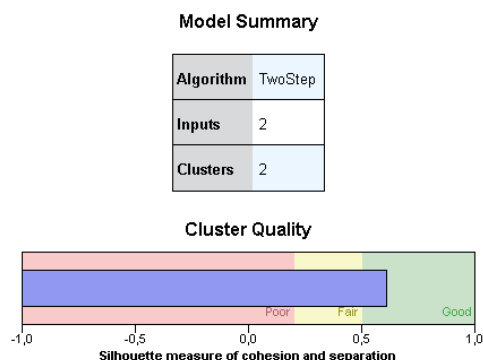 Model Summary
Algorithm TwoStep
Inputs 2
Clusters 2
Cluster Quality
Poor Fair Good
-1,0 -0,5 0,0 0,5 1,0
Silhouette measure of cohesion and separation